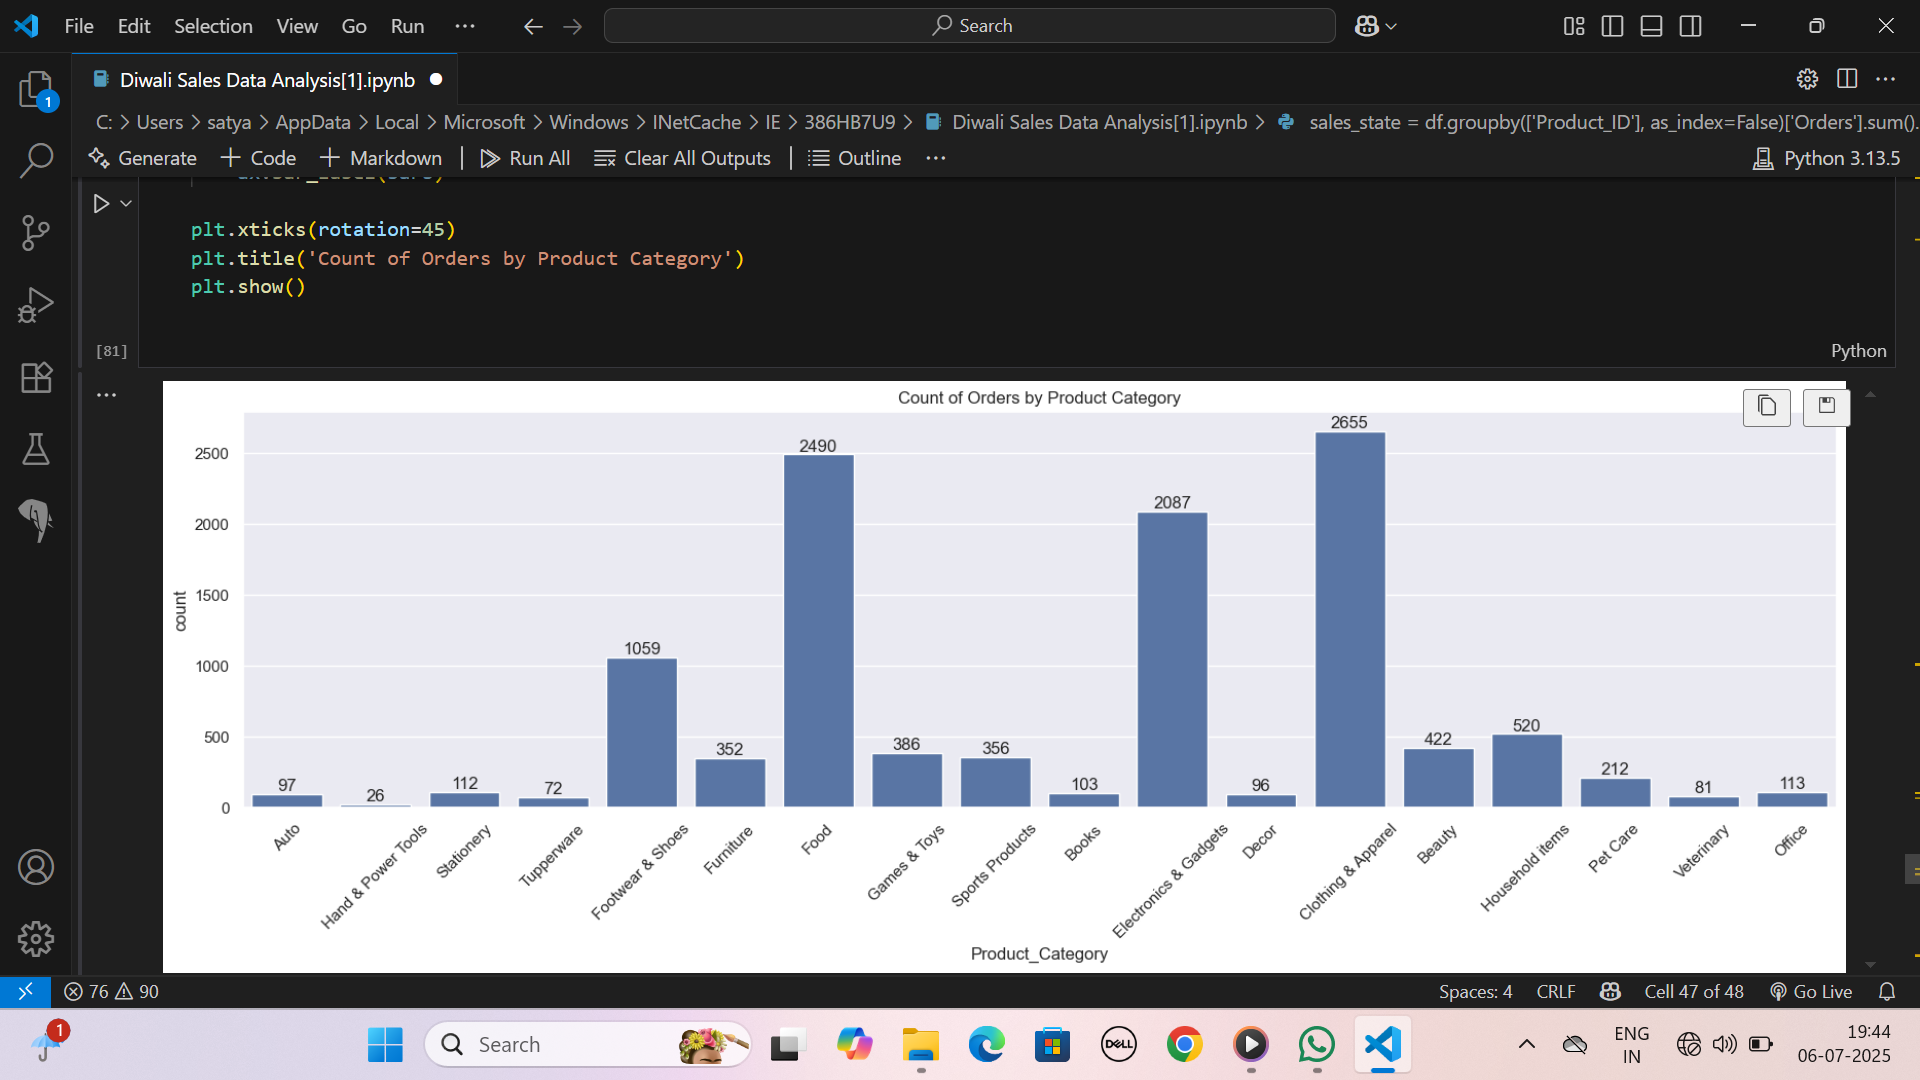 File Edit Selection View Go Run ··· Search
Diwali Sales Data Analysis[1].ipynb
1
C: > Users > satya > AppData > Local > Microsoft > Windows > INetCache > IE > 386HB7U9 > Diwali Sales Data Analysis[1].ipynb > sales_state = df.groupby(['Product_ID'], as_index=False)['Orders'].sum().
Generate + Code + Markdown | Run All Clear All Outputs | Outline ··· Python 3.13.5
plt.xticks(rotation=45)
plt.title('Count of Orders by Product Category')
plt.show()
[81] Python
Count of Orders by Product Category
2655
2500 2490
2087
2000
1500
count
1059
1000
500
97 26 112 72 352 386 356 103 96 422 520 212 81 113
0
Auto Hand & Power Tools Stationery Tupperware Footwear & Shoes Furniture Food Games & Toys Sports Products Books Electronics & Gadgets Decor Clothing & Apparel Beauty Household items Pet Care Veterinary Office
Product_Category
76 90 Spaces: 4 CRLF Cell 47 of 48 Go Live
1 Search DELL ENG 19:44
IN 06-07-2025